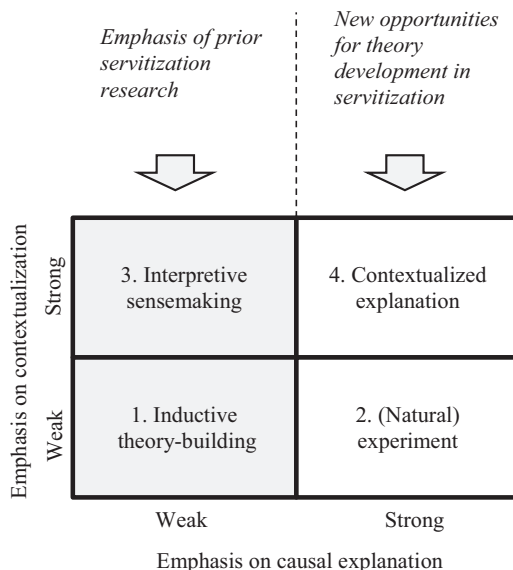 Emphasis of prior
servitization
research
New opportunities
for theory
development in
servitization
Emphasis on contextualization
Strong
Weak
3. Interpretive
sensemaking
4. Contextualized
explanation
1. Inductive
theory-building
2. (Natural)
experiment
Weak
Strong
Emphasis on causal explanation